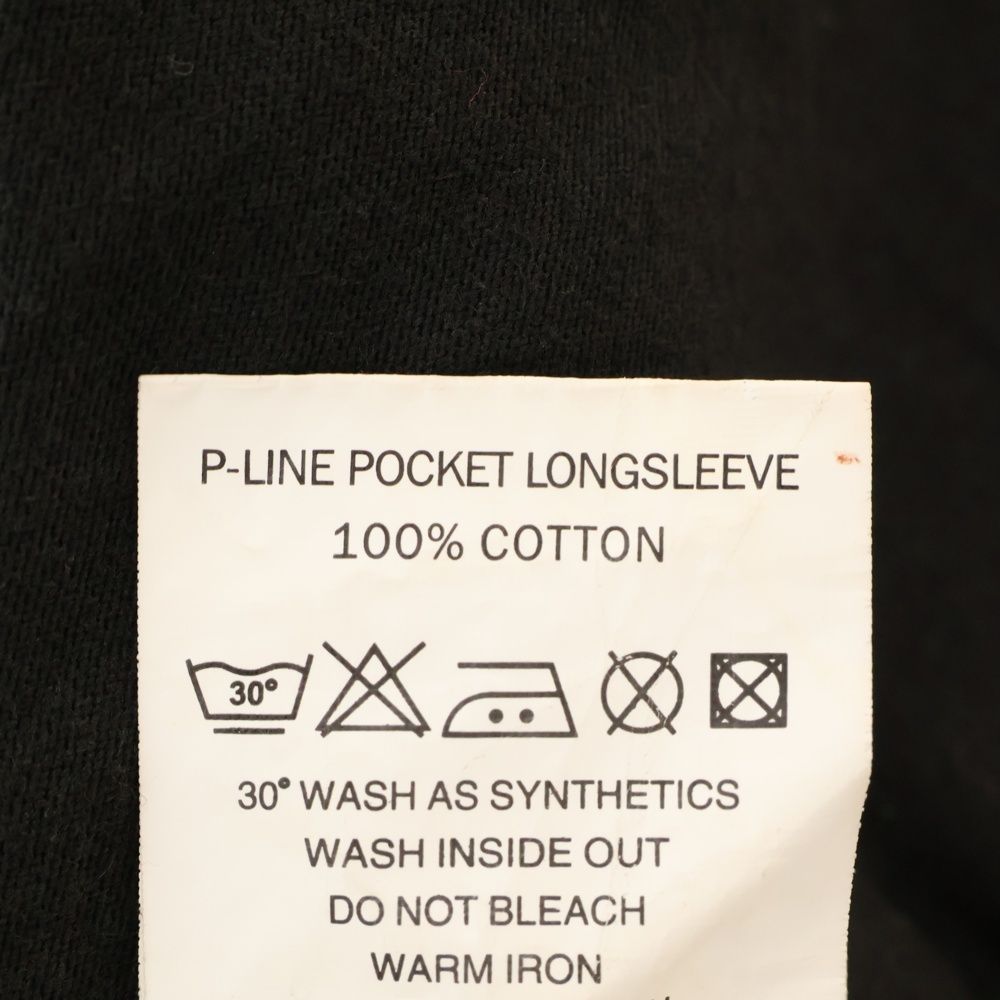 P-LINE POCKET LONGSLEEVE
100% COTTON
30°
30° WASH AS SYNTHETICS
WASH INSIDE OUT
DO NOT BLEACH
WARM IRON